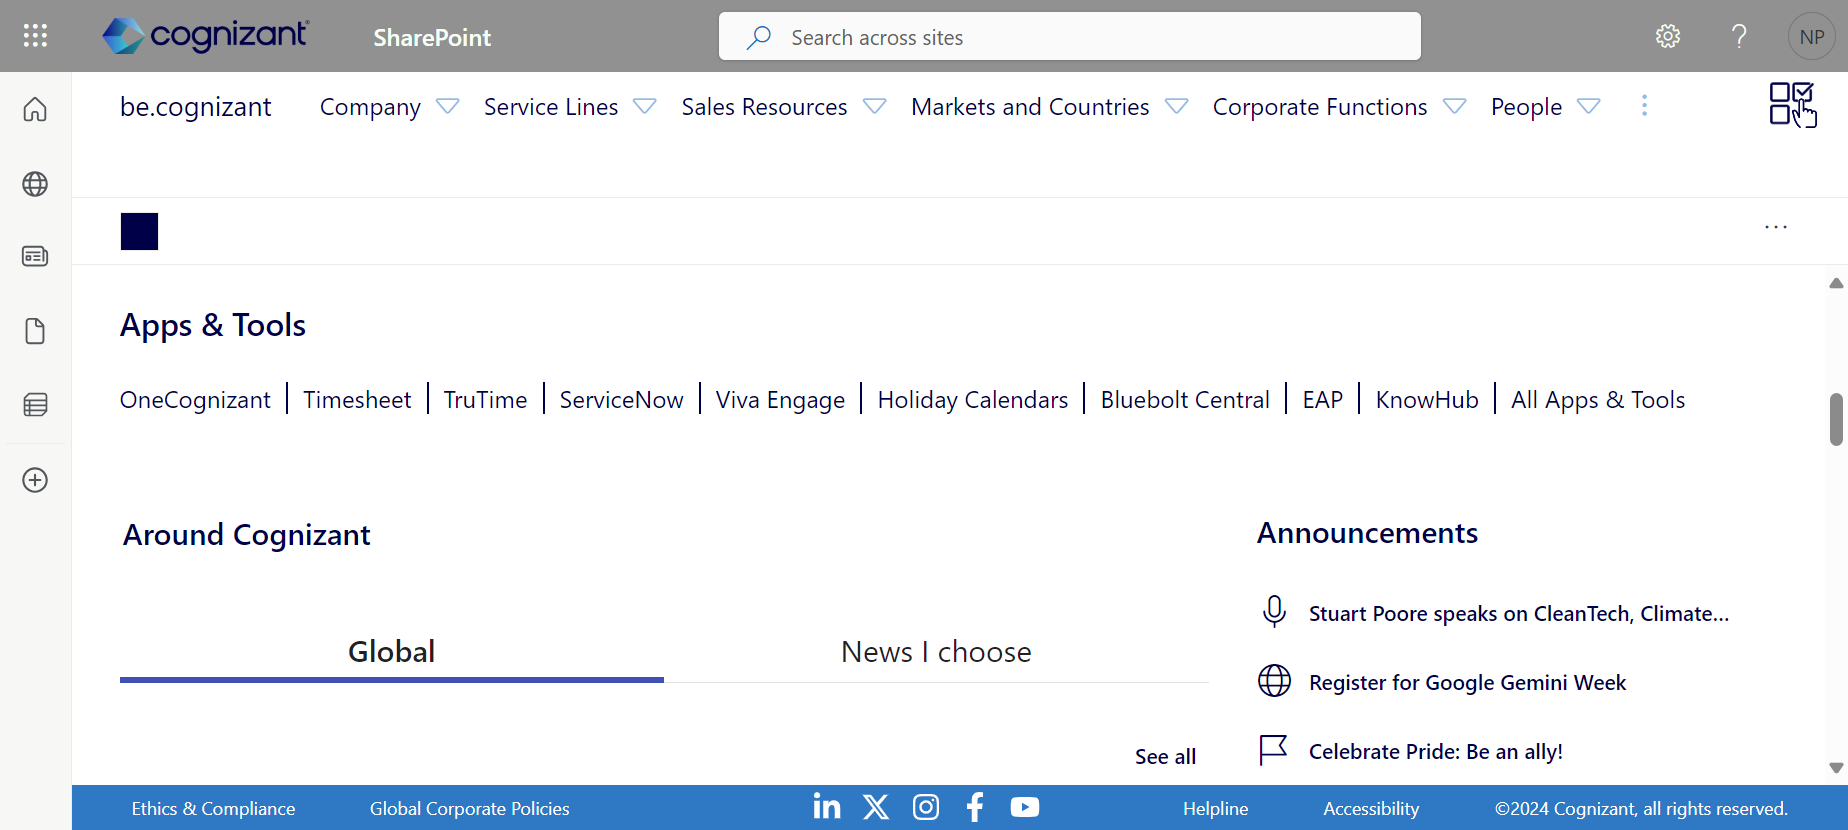 cognizant SharePoint Search across sites NP
be.cognizant Company Service Lines Sales Resources Markets and Countries Corporate Functions People
Apps & Tools
OneCognizant Timesheet TruTime ServiceNow Viva Engage Holiday Calendars Bluebolt Central EAP KnowHub All Apps & Tools
Around Cognizant
Global News I choose
See all
Announcements
Stuart Poore speaks on CleanTech, Climate...
Register for Google Gemini Week
Celebrate Pride: Be an ally!
Ethics & Compliance Global Corporate Policies Helpline Accessibility ©2024 Cognizant, all rights reserved.